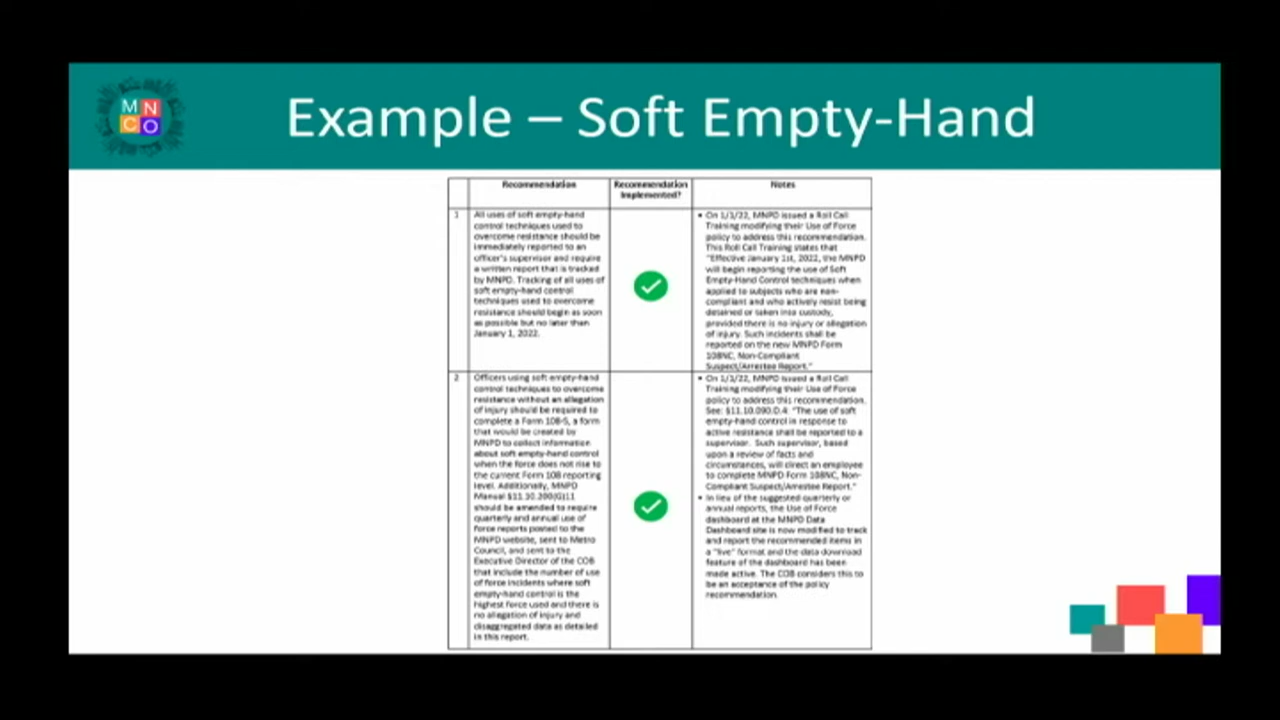 MN
CO
Example – Soft Empty-Hand
Recommendation
Recommendation
Implemented?
Notes
1
All uses of soft empty-hand
control techniques used to
overcome resistance should be
immediately reported to an
officer's supervisor and require
a written report that is tracked
by MNPD. Tracking of all uses of
soft empty-hand control
techniques used to overcome
resistance should begin as soon
as possible but no later than
January 1, 2022.
• On 1/1/22, MNPD issued a Roll Call
Training modifying their Use of Force
policy to address this recommendation.
This Roll Call Training states that
"Effective January 1st, 2022, the MNPD
will begin reporting the use of Soft
Empty-Hand Control techniques when
applied to subjects who are non-
compliant and who actively resist being
detained or taken into custody,
provided there is no injury or allegation
of injury. Such incidents shall be
reported on the new MNPD Form
108NC, Non-Compliant
Suspect/Arrestee Report."
2
Officers using soft empty-hand
control techniques to overcome
resistance without an allegation
of injury should be required to
complete a Form 108-S, a form
that would be created by
MNPD to collect information
about soft empty-hand control
when the force does not rise to
the current Form 108 reporting
level. Additionally, MNPD
Manual §11.10.200(G)11
should be amended to require
quarterly and annual use of
force reports posted to the
MNPD website, sent to Metro
Council, and sent to the
Executive Director of the COB
that include the number of use
of force incidents where soft
empty-hand control is the
highest force used and there is
no allegation of injury and
disaggregated data as detailed
in this report.
• On 1/1/22, MNPD issued a Roll Call
Training modifying their Use of Force
policy to address this recommendation.
See: §11.10.090.D.4: "The use of soft
empty-hand control in response to
active resistance shall be reported to a
supervisor. Such supervisor, based
upon a review of facts and
circumstances, will direct an employee
to complete MNPD Form 108NC, Non-
Compliant Suspect/Arrestee Report."
• In lieu of the suggested quarterly or
annual reports, the Use of Force
dashboard at the MNPD Data
Dashboard site is now modified to track
and report the recommended items in
a "live" format and the data download
feature of the dashboard has been
made active. The COB considers this to
be an acceptance of the policy
recommendation.